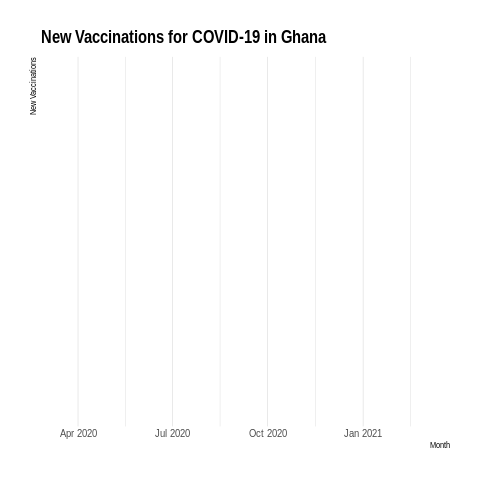 New Vaccinations for COVID-19 in Ghana
New Vaccinations
Apr 2020 Jul 2020 Oct 2020 Jan 2021
Month